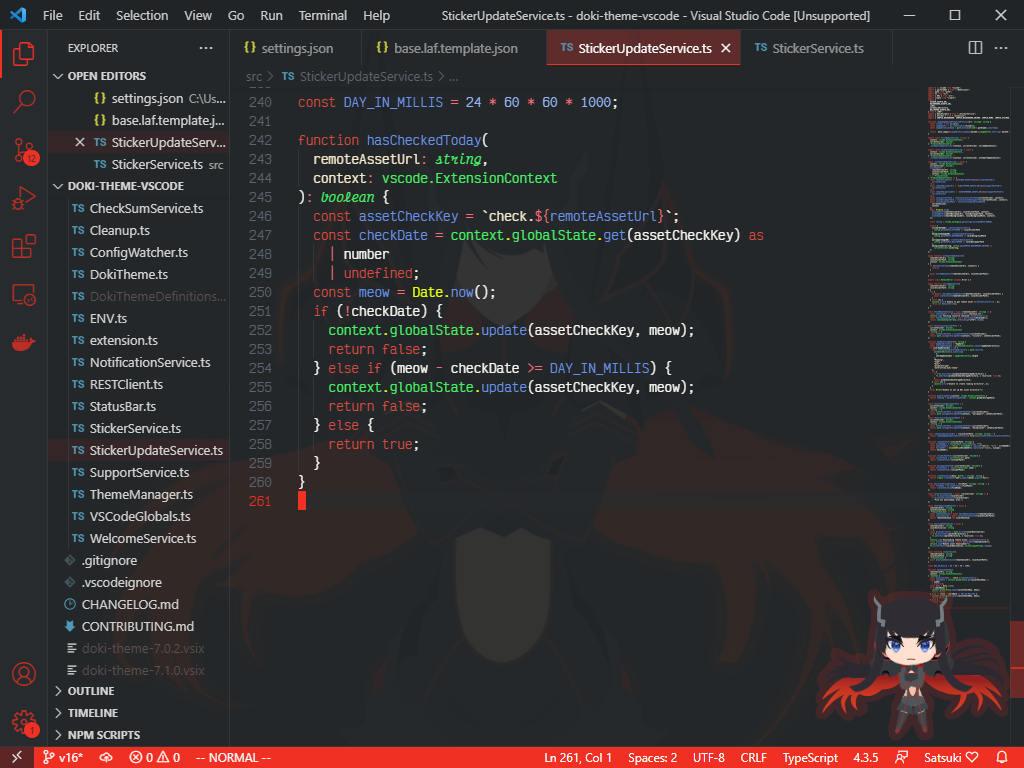 File Edit Selection View Go Run Terminal Help StickerUpdateService.ts - doki-theme-vscode - Visual Studio Code [Unsupported]
EXPLORER
OPEN EDITORS
{} settings.json C:\Us...
{} base.laf.template.j...
TS StickerUpdateServ...
TS StickerService.ts src
DOKI-THEME-VSCODE
TS CheckSumService.ts
TS Cleanup.ts
TS ConfigWatcher.ts
TS DokiTheme.ts
TS DokiThemeDefinitions...
TS ENV.ts
TS extension.ts
TS NotificationService.ts
TS RESTClient.ts
TS StatusBar.ts
TS StickerService.ts
TS StickerUpdateService.ts
TS SupportService.ts
TS ThemeManager.ts
TS VSCodeGlobals.ts
TS WelcomeService.ts
.gitignore
.vscodeignore
CHANGELOG.md
CONTRIBUTING.md
doki-theme-7.0.2.vsix
doki-theme-7.1.0.vsix
OUTLINE
TIMELINE
NPM SCRIPTS
12
1
{} settings.json {} base.laf.template.json TS StickerUpdateService.ts TS StickerService.ts
src > TS StickerUpdateService.ts > ...
240 const DAY_IN_MILLIS = 24 * 60 * 60 * 1000;
241
242 function hasCheckedToday(
243 remoteAssetUrl: string,
244 context: vscode.ExtensionContext
245 ): boolean {
246 const assetCheckKey = `check.${remoteAssetUrl}`;
247 const checkDate = context.globalState.get(assetCheckKey) as
248 | number
249 | undefined;
250 const meow = Date.now();
251 if (!checkDate) {
252 context.globalState.update(assetCheckKey, meow);
253 return false;
254 } else if (meow - checkDate >= DAY_IN_MILLIS) {
255 context.globalState.update(assetCheckKey, meow);
256 return false;
257 } else {
258 return true;
259 }
260 }
261
v16* 0 0 -- NORMAL -- Ln 261, Col 1 Spaces: 2 UTF-8 CRLF TypeScript 4.3.5 Satsuki ♡